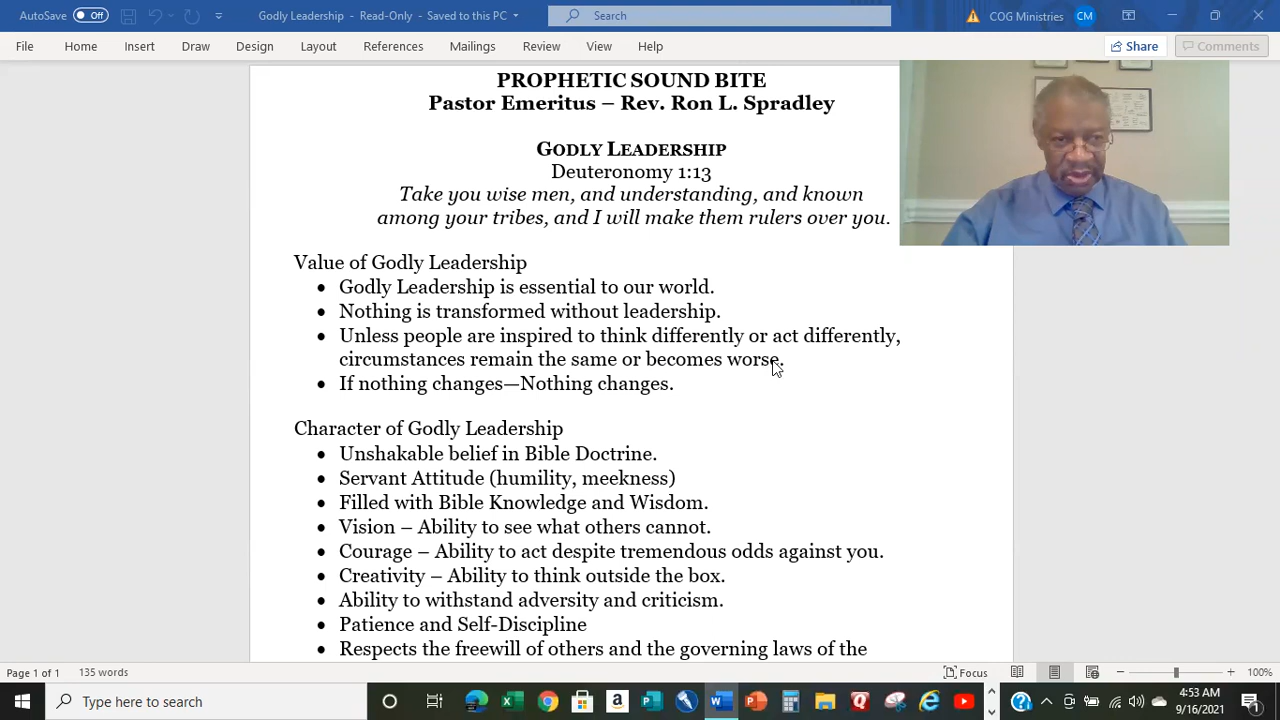 AutoSave Off Godly Leadership - Read-Only - Saved to this PC Search COG Ministries CM
File Home Insert Draw Design Layout References Mailings Review View Help Share Comments
PROPHETIC SOUND BITE
Pastor Emeritus – Rev. Ron L. Spradley
GODLY LEADERSHIP
Deuteronomy 1:13
Take you wise men, and understanding, and known
among your tribes, and I will make them rulers over you.
Value of Godly Leadership
• Godly Leadership is essential to our world.
• Nothing is transformed without leadership.
• Unless people are inspired to think differently or act differently,
circumstances remain the same or becomes worse.
• If nothing changes—Nothing changes.
Character of Godly Leadership
• Unshakable belief in Bible Doctrine.
• Servant Attitude (humility, meekness)
• Filled with Bible Knowledge and Wisdom.
• Vision – Ability to see what others cannot.
• Courage – Ability to act despite tremendous odds against you.
• Creativity – Ability to think outside the box.
• Ability to withstand adversity and criticism.
• Patience and Self-Discipline
• Respects the freewill of others and the governing laws of the
Page 1 of 1 135 words Focus 100%
Type here to search 4:53 AM
9/16/2021